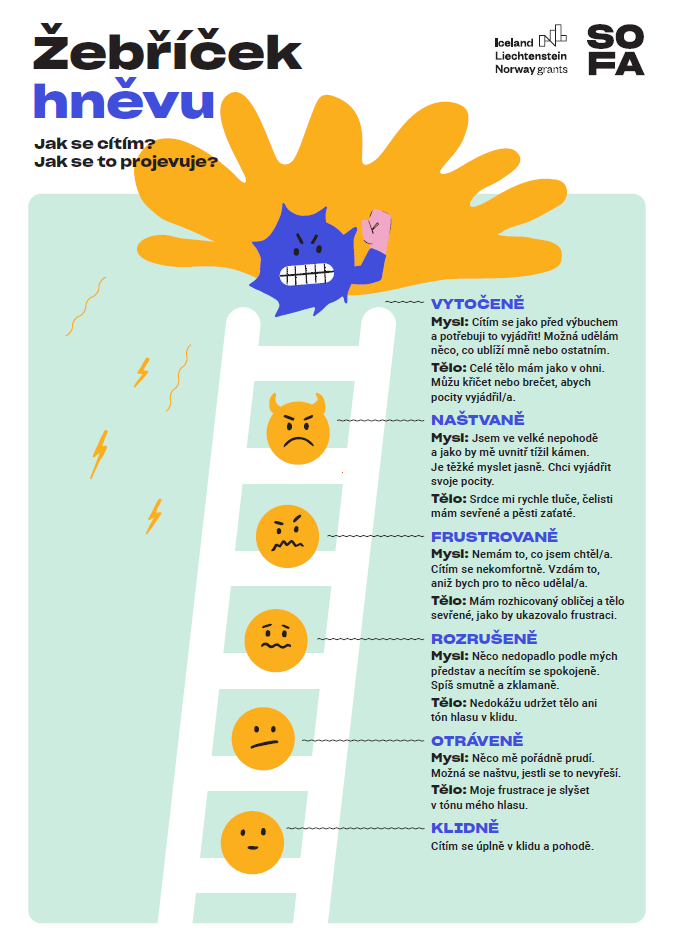 Žebříček
hněvu
Jak se cítím?
Jak se to projevuje?
Iceland
Liechtenstein
Norway grants
SO
FA
VYTOČENĚ
Mysl: Cítím se jako před výbuchem
a potřebuji to vyjádřit! Možná udělám
něco, co ublíží mně nebo ostatním.
Tělo: Celé tělo mám jako v ohni.
Můžu křičet nebo brečet, abych
pocity vyjádřil/a.
NAŠTVANĚ
Mysl: Jsem ve velké nepohodě
a jako by mě uvnitř tížil kámen.
Je těžké myslet jasně. Chci vyjádřit
svoje pocity.
Tělo: Srdce mi rychle tluče, čelisti
mám sevřené a pěsti zaťaté.
FRUSTROVANĚ
Mysl: Nemám to, co jsem chtěl/a.
Cítím se nekomfortně. Vzdám to,
aniž bych pro to něco udělal/a.
Tělo: Mám rozhicovaný obličej a tělo
sevřené, jako by ukazovalo frustraci.
ROZRUŠENĚ
Mysl: Něco nedopadlo podle mých
představ a necítím se spokojeně.
Spíš smutně a zklamaně.
Tělo: Nedokážu udržet tělo ani
tón hlasu v klidu.
OTRÁVENĚ
Mysl: Něco mě pořádně prudí.
Možná se naštvu, jestli se to nevyřeší.
Tělo: Moje frustrace je slyšet
v tónu mého hlasu.
KLIDNĚ
Cítím se úplně v klidu a pohodě.